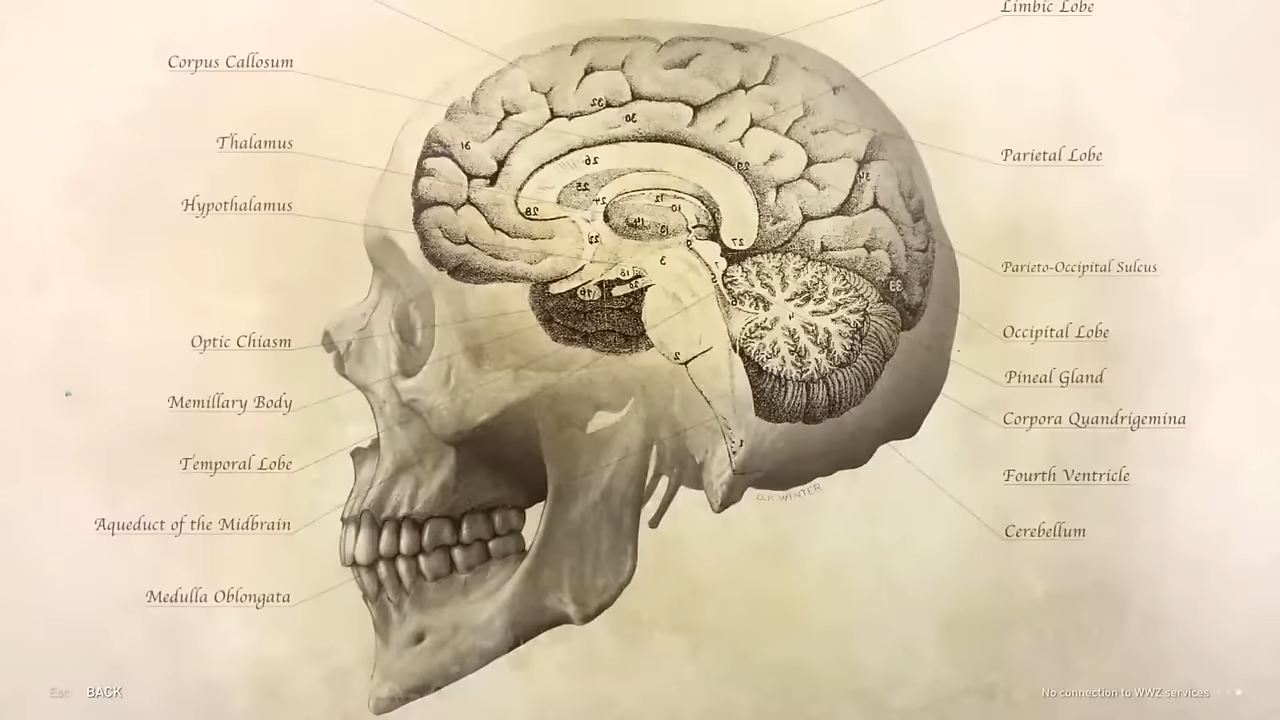 Limbic Lobe
Corpus Callosum
Thalamus
Parietal Lobe
Hypothalamus
Parieto-Occipital Sulcus
Occipital Lobe
Optic Chiasm
Pineal Gland
Memillary Body
Corpora Quandrigemina
Temporal Lobe
Fourth Ventricle
Aqueduct of the Midbrain
Cerebellum
Medulla Oblongata
D.K.WINTER
Esc BACK
No connection to WWZ services